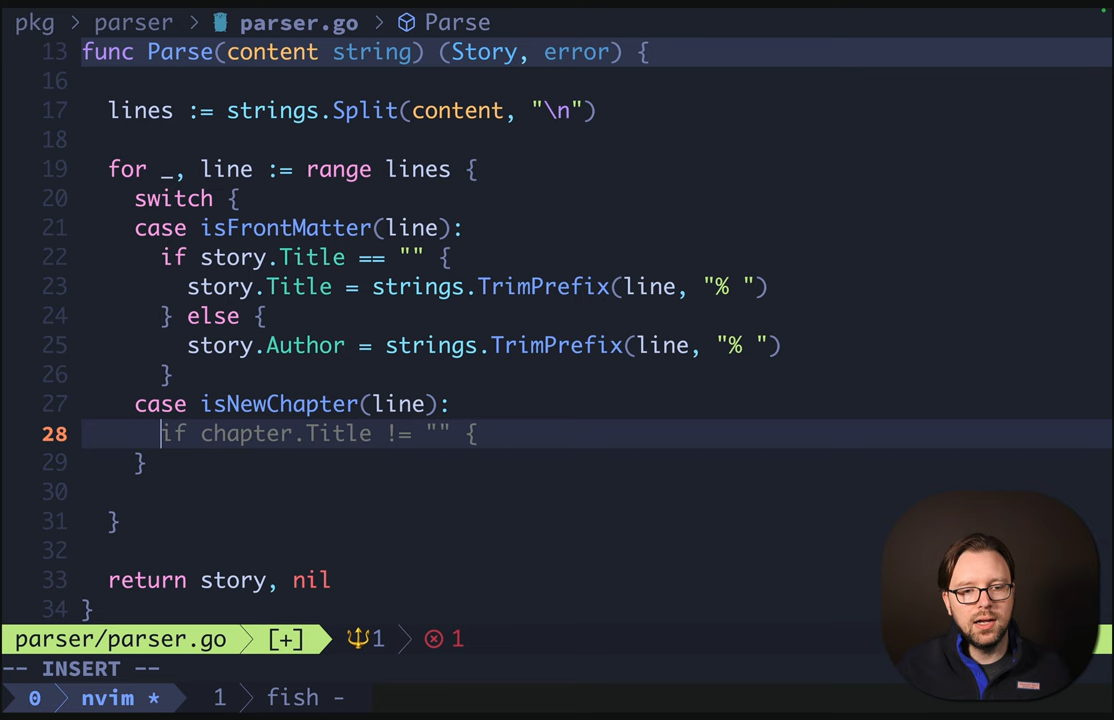 pkg > parser > parser.go > Parse
13 func Parse(content string) (Story, error) {
16
17 lines := strings.Split(content, "\n")
18
19 for _, line := range lines {
20 switch {
21 case isFrontMatter(line):
22 if story.Title == "" {
23 story.Title = strings.TrimPrefix(line, "% ")
24 } else {
25 story.Author = strings.TrimPrefix(line, "% ")
26 }
27 case isNewChapter(line):
28 if chapter.Title != "" {
29 }
30
31 }
32
33 return story, nil
34 }
parser/parser.go [+] 1 1
-- INSERT --
0 nvim * 1 fish -